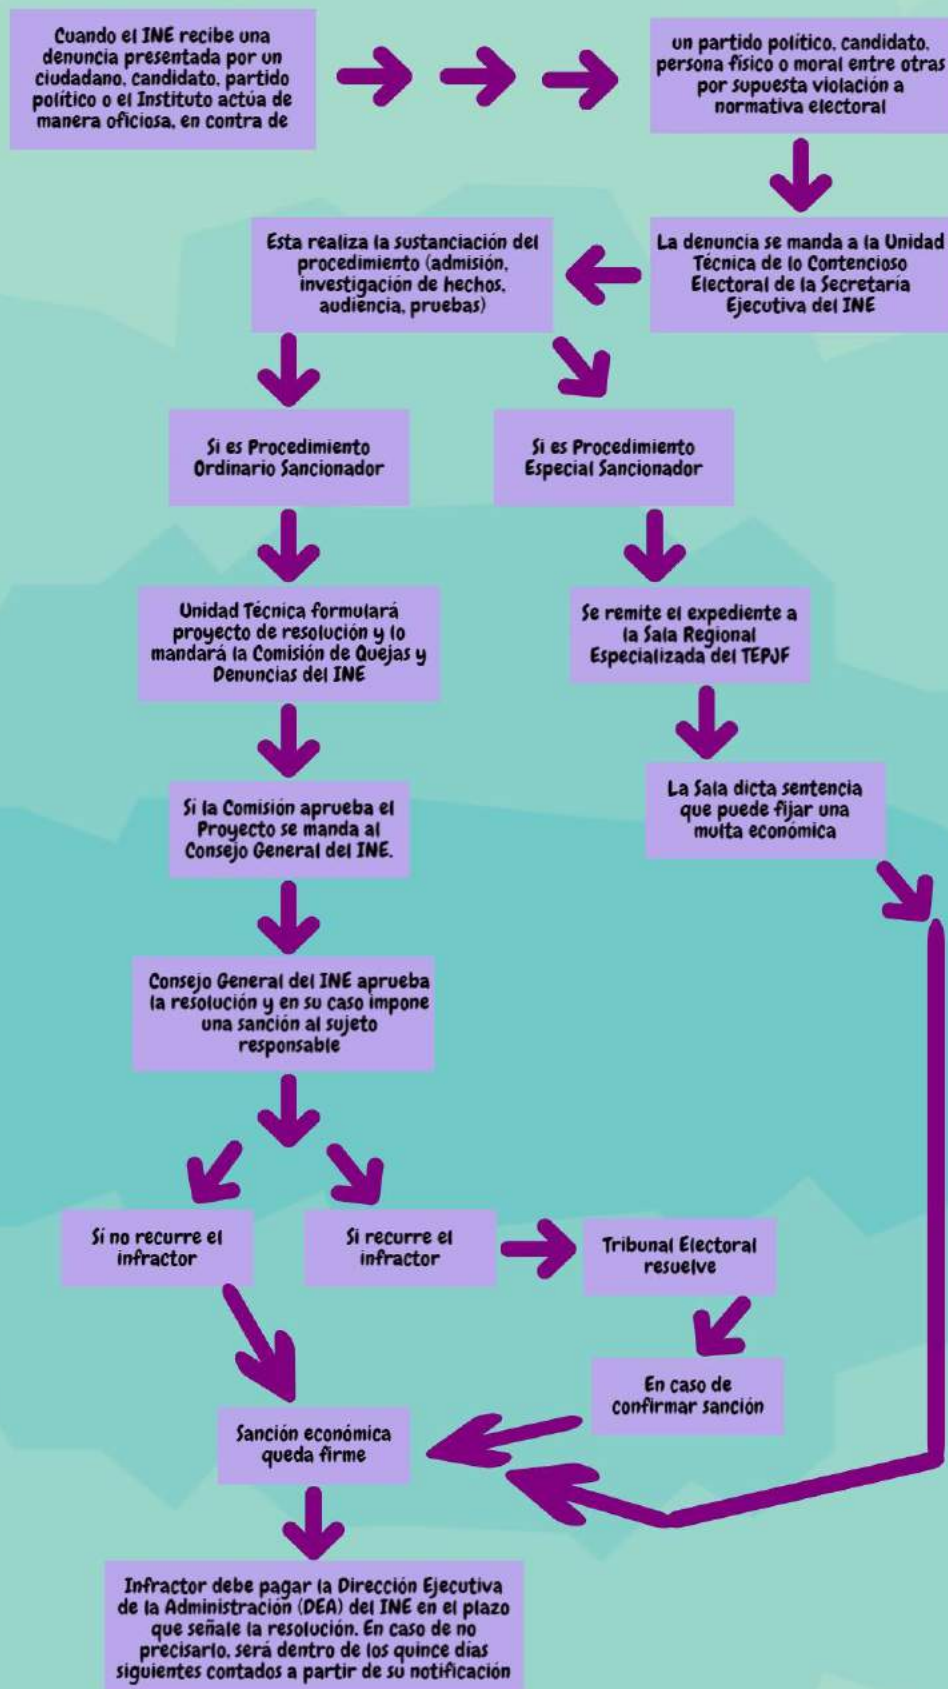 Cuando el INE recibe una
denuncia presentada por un
ciudadano, candidato, partido
político o el Instituto actúa de
manera oficiosa, en contra de
un partido político, candidato,
persona físico o moral entre otras
por supuesta violación a
normativa electoral
La denuncia se manda a la Unidad
Técnica de lo Contencioso
Electoral de la Secretaría
Ejecutiva del INE
Esta realiza la sustanciación del
procedimiento (admisión,
investigación de hechos,
audiencia, pruebas)
Si es Procedimiento
Ordinario Sancionador
Si es Procedimiento
Especial Sancionador
Unidad Técnica formulará
proyecto de resolución y lo
mandará la Comisión de Quejas y
Denuncias del INE
Se remite el expediente a
la Sala Regional
Especializada del TEPJF
Si la Comisión aprueba el
Proyecto se manda al
Consejo General del INE.
La Sala dicta sentencia
que puede fijar una
multa económica
Consejo General del INE aprueba
la resolución y en su caso impone
una sanción al sujeto
responsable
Sí no recurre el
infractor
Si recurre el
infractor
Tribunal Electoral
resuelve
En caso de
confirmar sanción
Sanción económica
queda firme
Infractor debe pagar la Dirección Ejecutiva
de la Administración (DEA) del INE en el plazo
que señale la resolución. En caso de no
precisarlo, será dentro de los quince días
siguientes contados a partir de su notificación